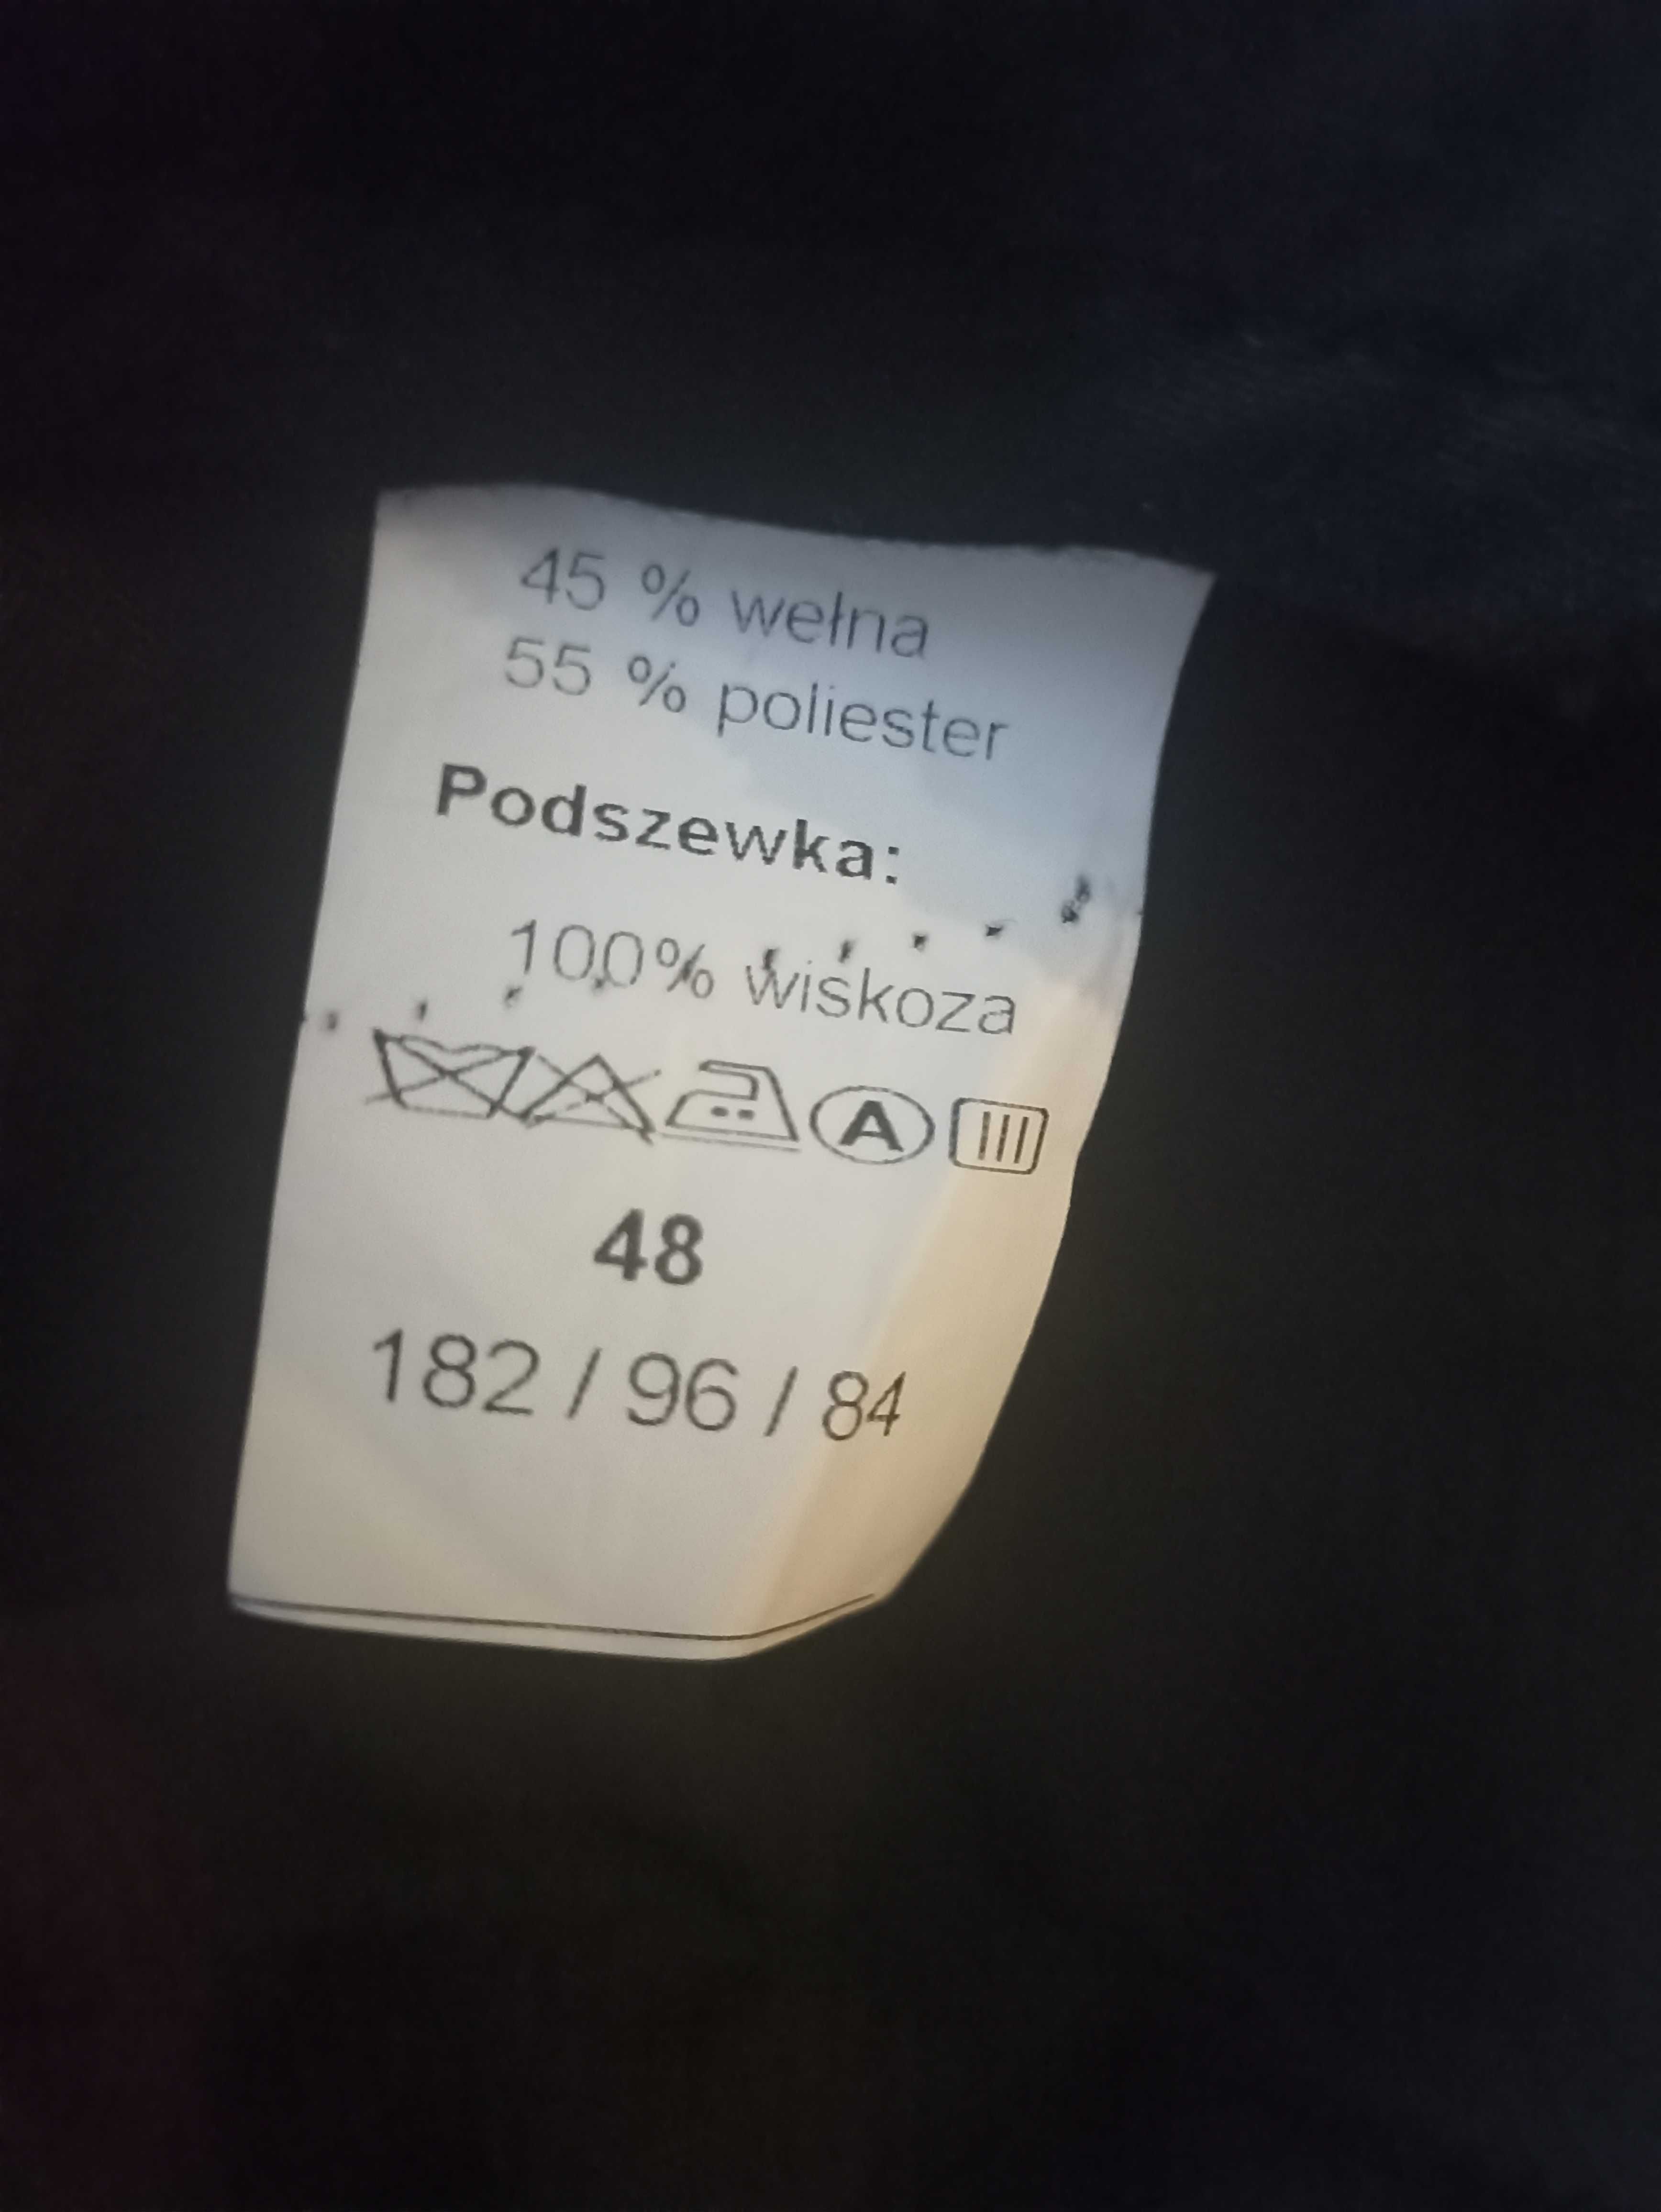 45 % wełna
55 % poliester
Podszewka:
100% wiskoza
A
48
182 / 96 / 84